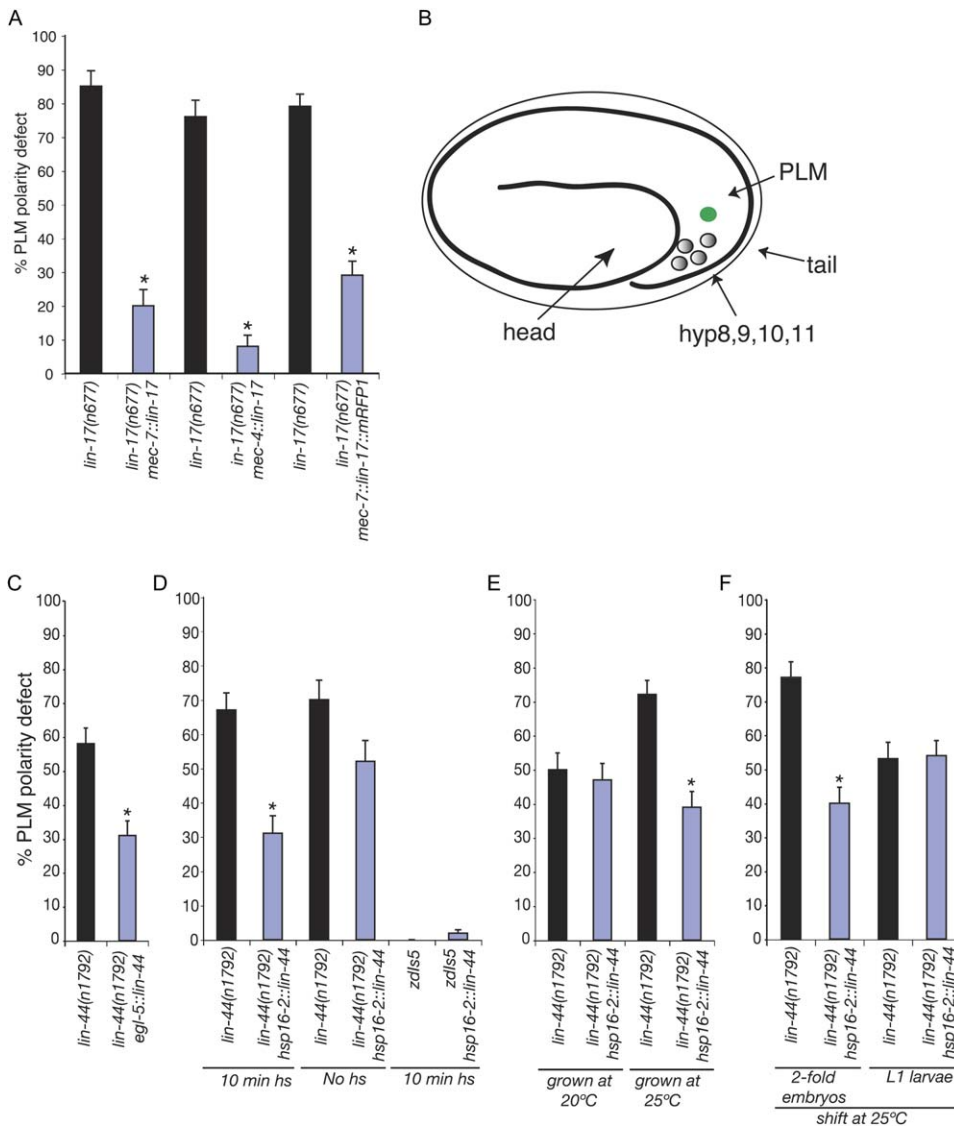 A
% PLM polarity defect
100
90
80
70
60
50
40
30
20
10
0
*
*
*
lin-17(n677)
lin-17(n677)
mec-7::lin-17
lin-17(n677)
in-17(n677)
mec-4::lin-17
lin-17(n677)
lin-17(n677)
mec-7::lin-17::mRFP1
B
PLM
tail
head
hyp8,9,10,11
C
% PLM polarity defect
100
90
80
70
60
50
40
30
20
10
0
*
lin-44(n1792)
lin-44(n1792)
egl-5::lin-44
D
100
90
80
70
60
50
40
30
20
10
0
*
lin-44(n1792)
lin-44(n1792)
hsp16-2::lin-44
lin-44(n1792)
lin-44(n1792)
hsp16-2::lin-44
zdIs5
zdIs5
hsp16-2::lin-44
10 min hs
No hs
10 min hs
E
100
90
80
70
60
50
40
30
20
10
0
*
lin-44(n1792)
lin-44(n1792)
hsp16-2::lin-44
lin-44(n1792)
lin-44(n1792)
hsp16-2::lin-44
grown at
20ºC
grown at
25ºC
F
100
90
80
70
60
50
40
30
20
10
0
*
lin-44(n1792)
lin-44(n1792)
hsp16-2::lin-44
lin-44(n1792)
lin-44(n1792)
hsp16-2::lin-44
2-fold
embryos
L1 larvae
shift at 25ºC